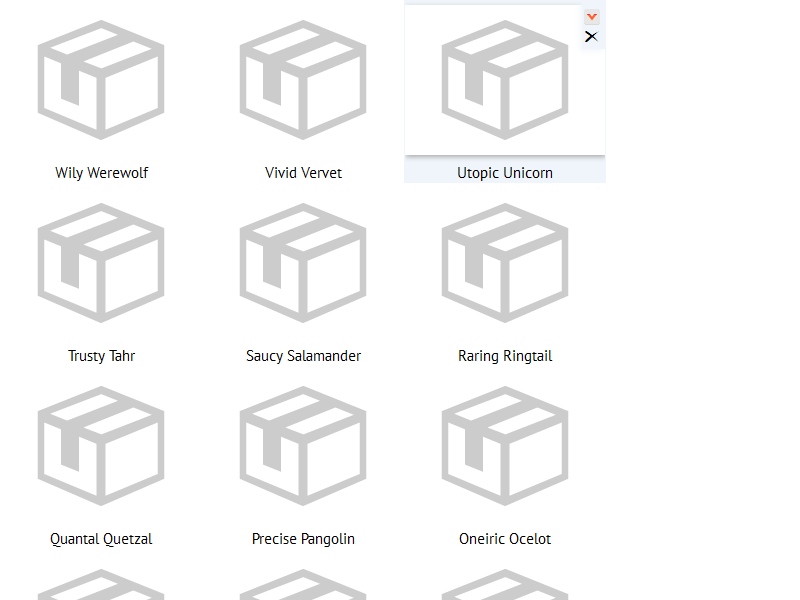 Wily Werewolf
Vivid Vervet
Utopic Unicorn
Trusty Tahr
Saucy Salamander
Raring Ringtail
Quantal Quetzal
Precise Pangolin
Oneiric Ocelot